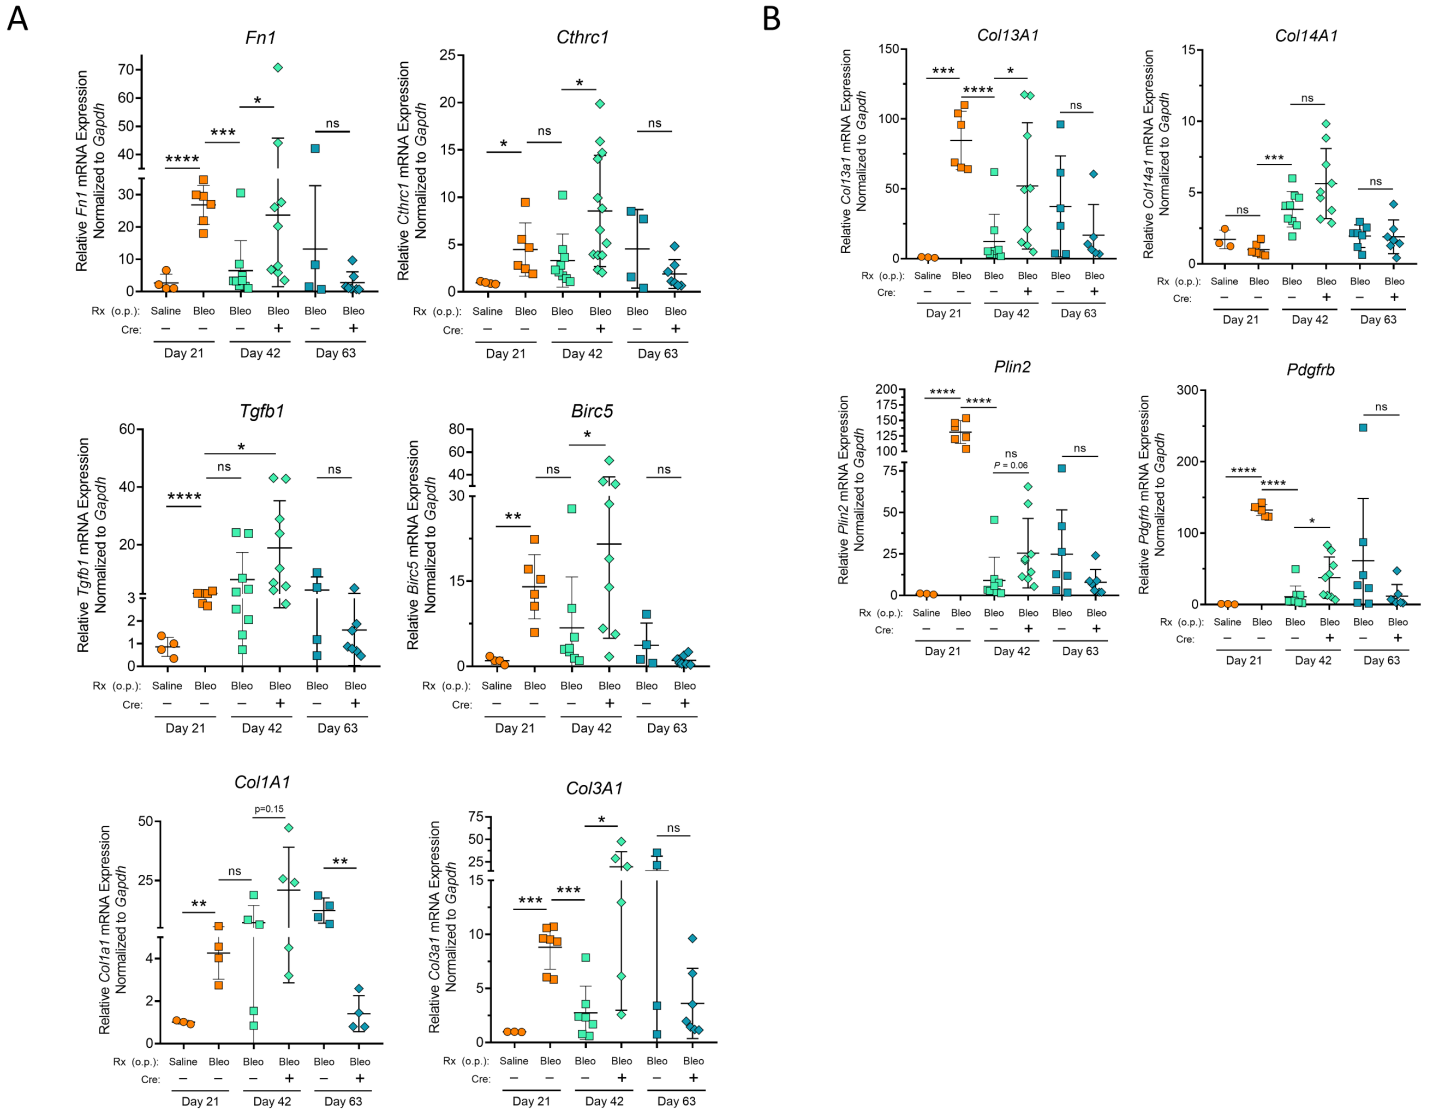 A
B
Fn1
Relative Fn1 mRNA Expression
Normalized to Gapdh
70
60
50
40
30
20
10
0
****
***
*
ns
Rx (o.p.): Saline Bleo Bleo Bleo Bleo Bleo
Cre: – – – + – +
Day 21 Day 42 Day 63
Cthrc1
Relative Cthrc1 mRNA Expression
Normalized to Gapdh
25
20
15
10
5
0
*
ns
*
ns
Rx (o.p.): Saline Bleo Bleo Bleo Bleo Bleo
Cre: – – – + – +
Day 21 Day 42 Day 63
Col13A1
Relative Col13a1 mRNA Expression
Normalized to Gapdh
150
100
50
0
***
****
*
ns
Rx (o.p.): Saline Bleo Bleo Bleo Bleo Bleo
Cre: – – – + – +
Day 21 Day 42 Day 63
Col14A1
Relative Col14a1 mRNA Expression
Normalized to Gapdh
15
10
5
0
ns
***
ns
ns
Rx (o.p.): Saline Bleo Bleo Bleo Bleo Bleo
Cre: – – – + – +
Day 21 Day 42 Day 63
Tgfb1
Relative Tgfb1 mRNA Expression
Normalized to Gapdh
60
40
20
3
2
1
0
****
ns
*
ns
Rx (o.p.): Saline Bleo Bleo Bleo Bleo Bleo
Cre: – – – + – +
Day 21 Day 42 Day 63
Birc5
Relative Birc5 mRNA Expression
Normalized to Gapdh
80
60
40
30
15
0
**
ns
*
ns
Rx (o.p.): Saline Bleo Bleo Bleo Bleo Bleo
Cre: – – – + – +
Day 21 Day 42 Day 63
Plin2
Relative Plin2 mRNA Expression
Normalized to Gapdh
200
175
150
125
100
75
50
25
0
****
****
ns
P = 0.06
ns
Rx (o.p.): Saline Bleo Bleo Bleo Bleo Bleo
Cre: – – – + – +
Day 21 Day 42 Day 63
Pdgfrb
Relative Pdgfrb mRNA Expression
Normalized to Gapdh
300
200
100
0
****
****
*
ns
Rx (o.p.): Saline Bleo Bleo Bleo Bleo Bleo
Cre: – – – + – +
Day 21 Day 42 Day 63
Col1A1
Relative Col1a1 mRNA Expression
Normalized to Gapdh
50
25
4
2
0
**
ns
p=0.15
**
Rx (o.p.): Saline Bleo Bleo Bleo Bleo Bleo
Cre: – – – + – +
Day 21 Day 42 Day 63
Col3A1
Relative Col3a1 mRNA Expression
Normalized to Gapdh
75
50
25
15
10
5
0
***
***
*
ns
Rx (o.p.): Saline Bleo Bleo Bleo Bleo Bleo
Cre: – – – + – +
Day 21 Day 42 Day 63